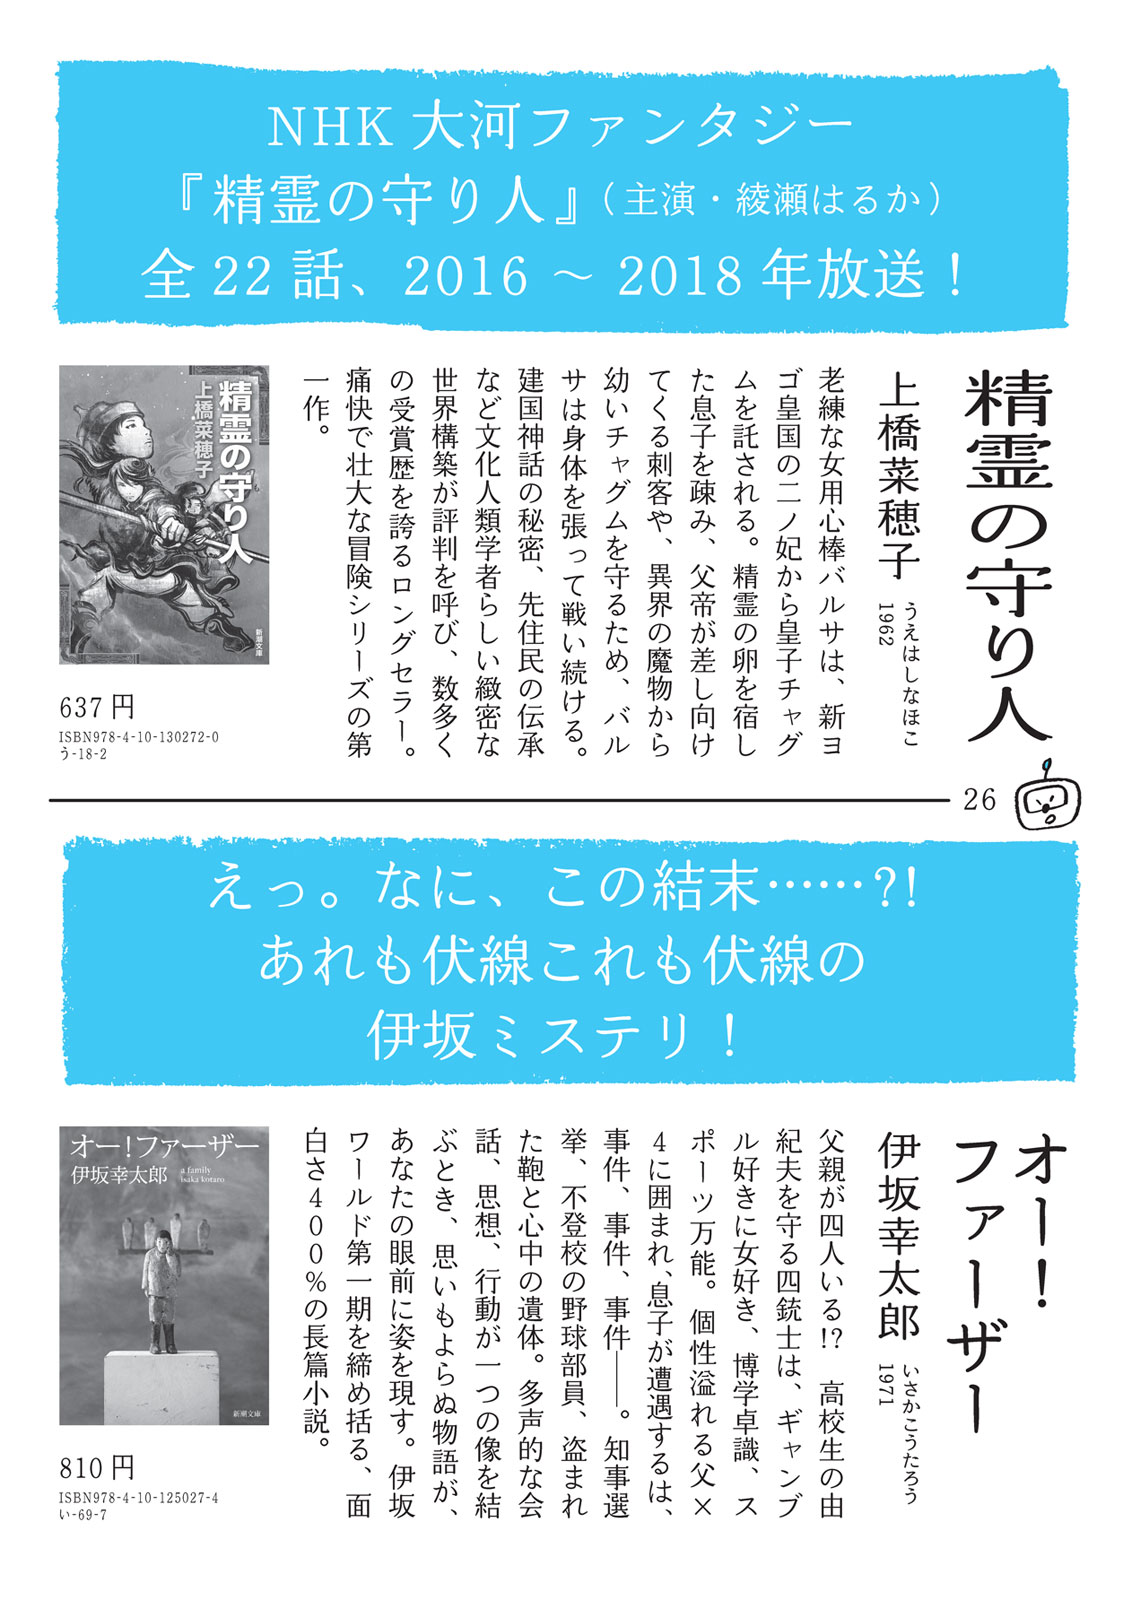 NHK 大河ファンタジー
『精霊の守り人』（主演・綾瀬はるか）
全 22 話、2016 ～ 2018 年放送！
精霊の守り人
上橋菜穂子
うえはしなほこ
1962
老練な女用心棒バルサは、新ヨ
ゴ皇国の二ノ妃から皇子チャグ
ムを託される。精霊の卵を宿し
た息子を疎み、父帝が差し向け
てくる刺客や、異界の魔物から
幼いチャグムを守るため、バル
サは身体を張って戦い続ける。
建国神話の秘密、先住民の伝承
など文化人類学者らしい緻密な
世界構築が評判を呼び、数多く
の受賞歴を誇るロングセラー。
痛快で壮大な冒険シリーズの第
一作。
精霊の守り人
上橋菜穂子
新潮文庫
637 円
ISBN978-4-10-130272-0
う-18-2
26
えっ。なに、この結末……?!
あれも伏線これも伏線の
伊坂ミステリ！
オー！
ファーザー
伊坂幸太郎
いさかこうたろう
1971
父親が四人いる!?　高校生の由
紀夫を守る四銃士は、ギャンブ
ル好きに女好き、博学卓識、ス
ポーツ万能。個性溢れる父×
4に囲まれ、息子が遭遇するは、
事件、事件、事件――。知事選
挙、不登校の野球部員、盗まれ
た鞄と心中の遺体。多声的な会
話、思想、行動が一つの像を結
ぶとき、思いもよらぬ物語が、
あなたの眼前に姿を現す。伊坂
ワールド第一期を締め括る、面
白さ400％の長篇小説。
オー！ファーザー
伊坂幸太郎
a family
isaka kotaro
新潮文庫
810 円
ISBN978-4-10-125027-4
い-69-7